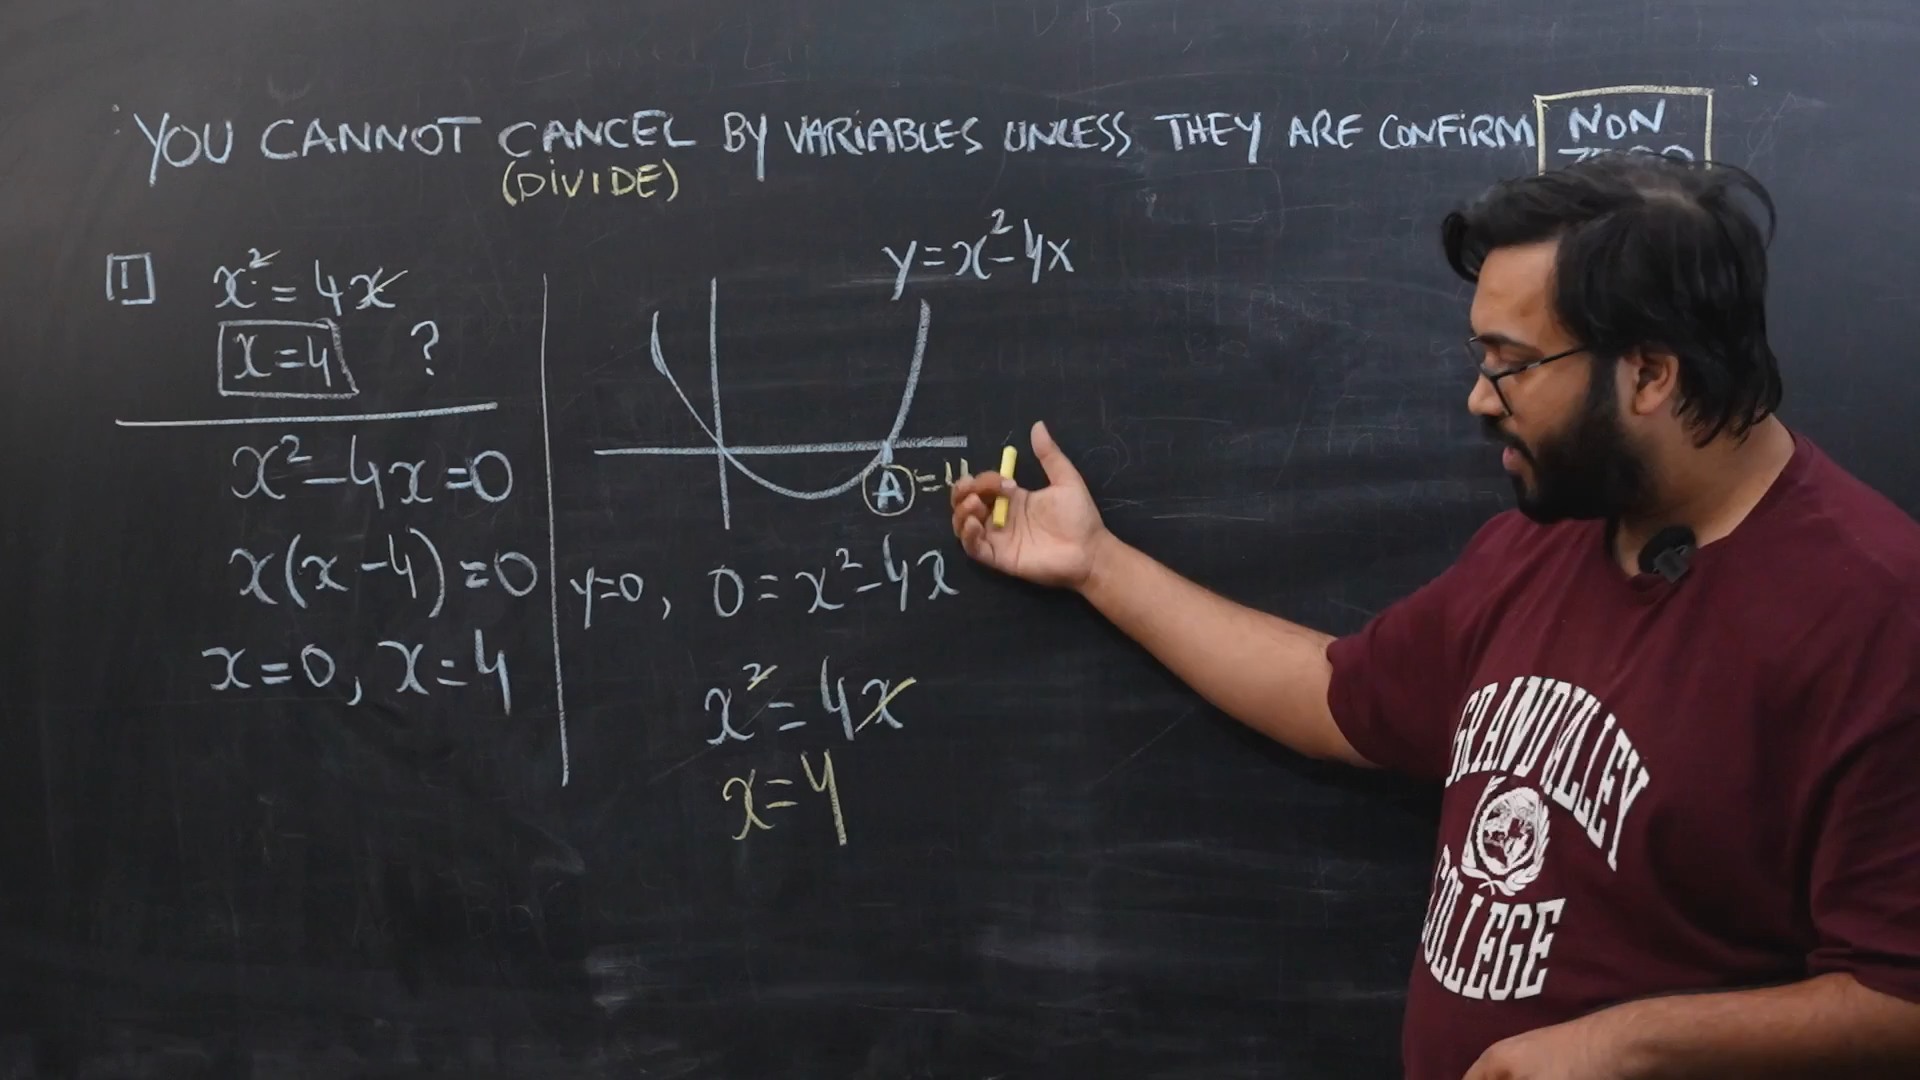 YOU CANNOT CANCEL BY VARIABLES UNLESS THEY ARE CONFIRM NON
(DIVIDE)
1 x² = 4x
x=4 ?
x²-4x=0
x(x-4)=0
x=0, x=4
y=x²-4x
A =4
y=0, 0=x²-4x
x²=4x
x=4
GRAND VALLEY
COLLEGE